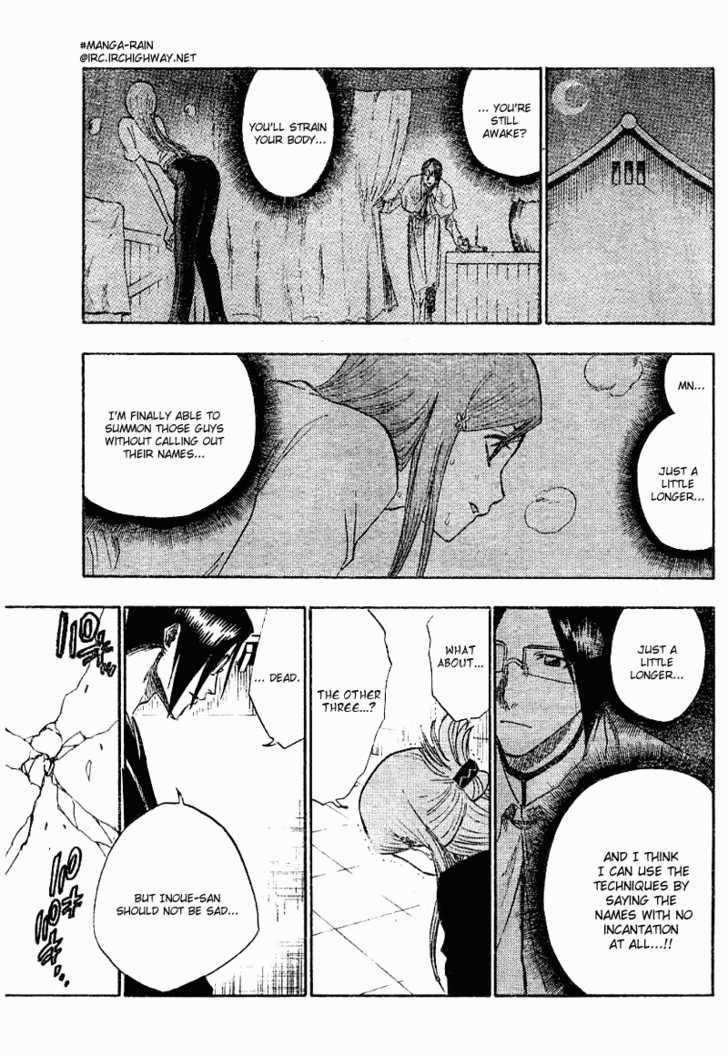 #MANGA-RAIN
@IRC.IRCHIGHWAY.NET
... YOU'RE
STILL
AWAKE?
YOU'LL STRAIN
YOUR BODY...
MN...
JUST A
LITTLE
LONGER...
I'M FINALLY ABLE TO
SUMMON THOSE GUYS
WITHOUT CALLING OUT
THEIR NAMES...
JUST A
LITTLE
LONGER...
AND I THINK
I CAN USE THE
TECHNIQUES BY
SAYING THE
NAMES WITH NO
INCANTATION
AT ALL...!!
WHAT
ABOUT...
THE OTHER
THREE...?
... DEAD.
BUT INOUE-SAN
SHOULD NOT BE SAD...